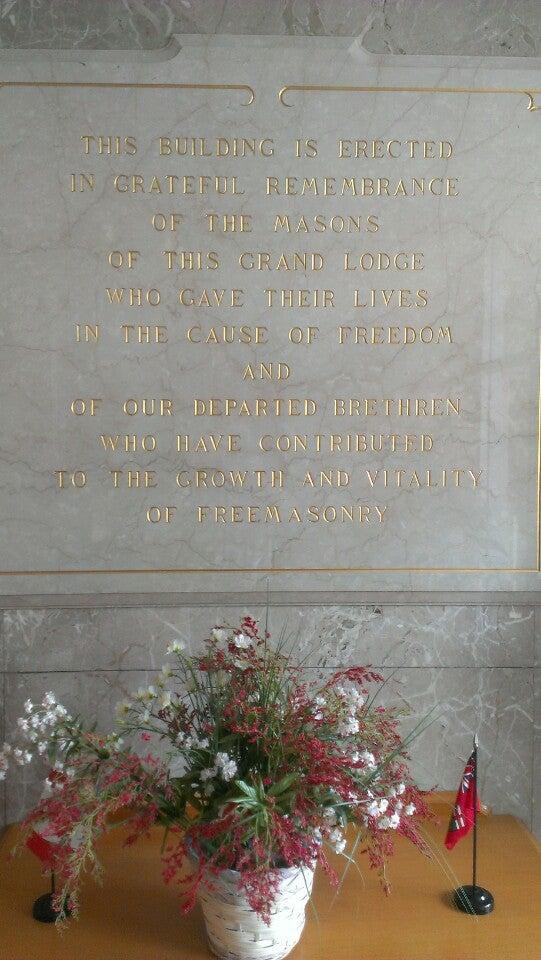 THIS BUILDING IS ERECTED
IN GRATEFUL REMEMBRANCE
OF THE MASONS
OF THIS GRAND LODGE
WHO GAVE THEIR LIVES
IN THE CAUSE OF FREEDOM
AND
OF OUR DEPARTED BRETHREN
WHO HAVE CONTRIBUTED
TO THE GROWTH AND VITALITY
OF FREEMASONRY